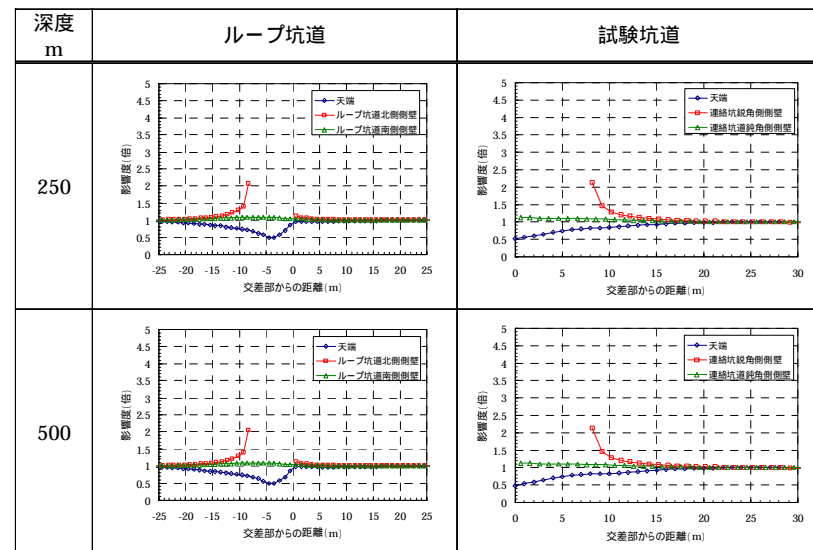 深度
m
ループ坑道
試験坑道
250
5
4.5
4
3.5
3
2.5
2
1.5
1
0.5
0
影響度(倍)
天端
ループ坑道北側側壁
ループ坑道南側側壁
-25 -20 -15 -10 -5 0 5 10 15 20 25
交差部からの距離(m)
5
4.5
4
3.5
3
2.5
2
1.5
1
0.5
0
影響度(倍)
天端
連絡坑鋭角側側壁
連絡坑道鈍角側側壁
0 5 10 15 20 25 30
交差部からの距離(m)
500
5
4.5
4
3.5
3
2.5
2
1.5
1
0.5
0
影響度(倍)
天端
ループ坑道北側側壁
ループ坑道南側側壁
-25 -20 -15 -10 -5 0 5 10 15 20 25
交差部からの距離(m)
5
4.5
4
3.5
3
2.5
2
1.5
1
0.5
0
影響度(倍)
天端
連絡坑鋭角側側壁
連絡坑道鈍角側側壁
0 5 10 15 20 25 30
交差部からの距離(m)